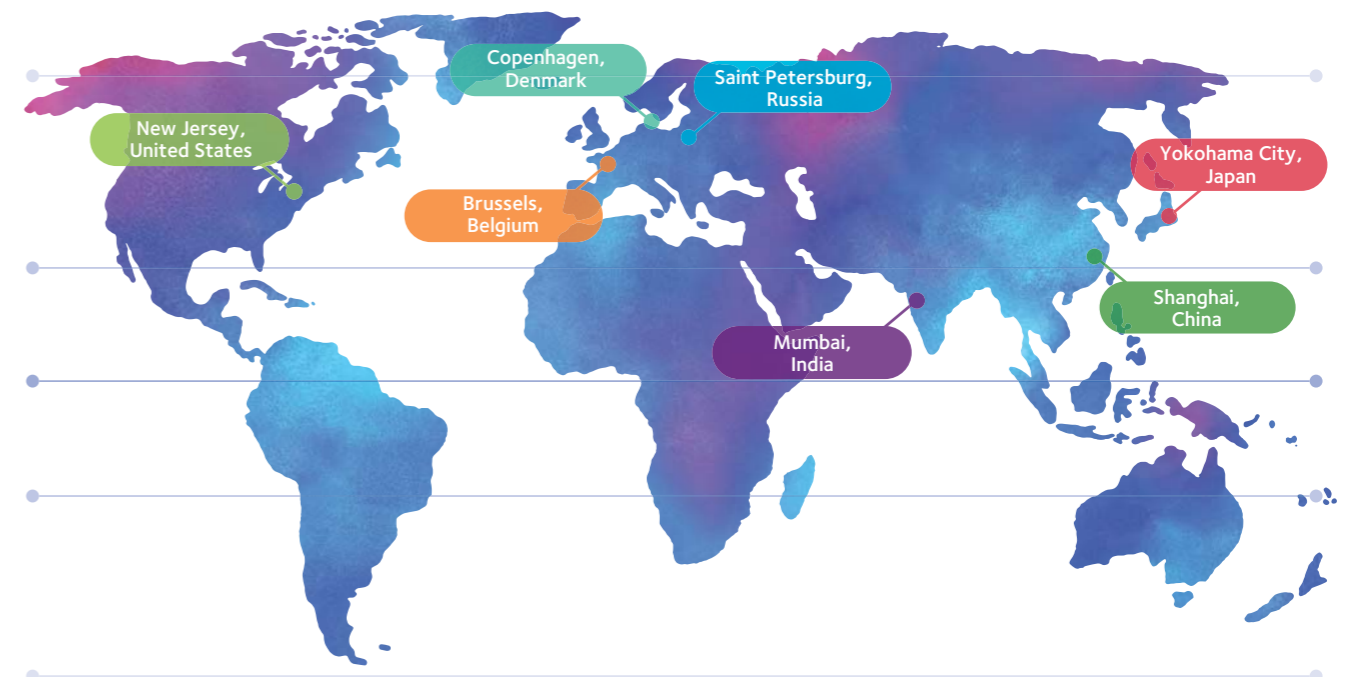 Copenhagen,
Denmark
Saint Petersburg,
Russia
New Jersey,
United States
Yokohama City,
Japan
Brussels,
Belgium
Shanghai,
China
Mumbai,
India